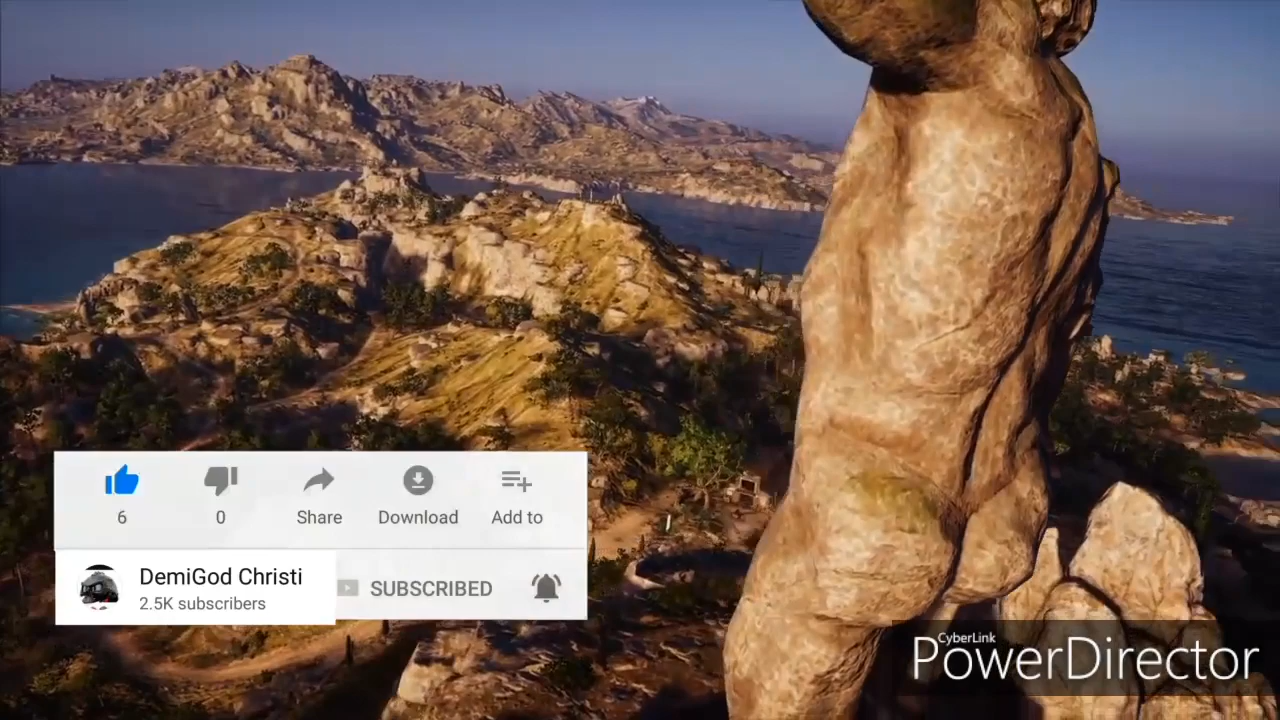 6
0
Share
Download
Add to
DemiGod Christi
2.5K subscribers
SUBSCRIBED
CyberLink
PowerDirector